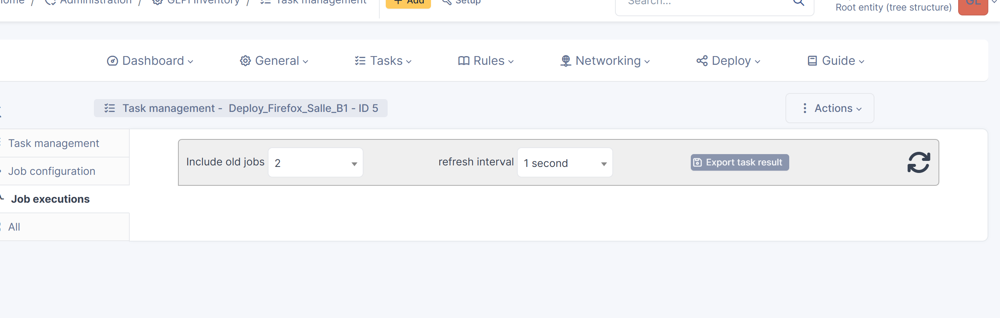 ome / Administration / GLPI Inventory / Task management + Add Setup Search... GL
Root entity (tree structure)
Dashboard General Tasks Rules Networking Deploy Guide
Task management - Deploy_Firefox_Salle_B1 - ID 5 Actions
Task management
Job configuration
Job executions
All
Include old jobs 2 refresh interval 1 second Export task result